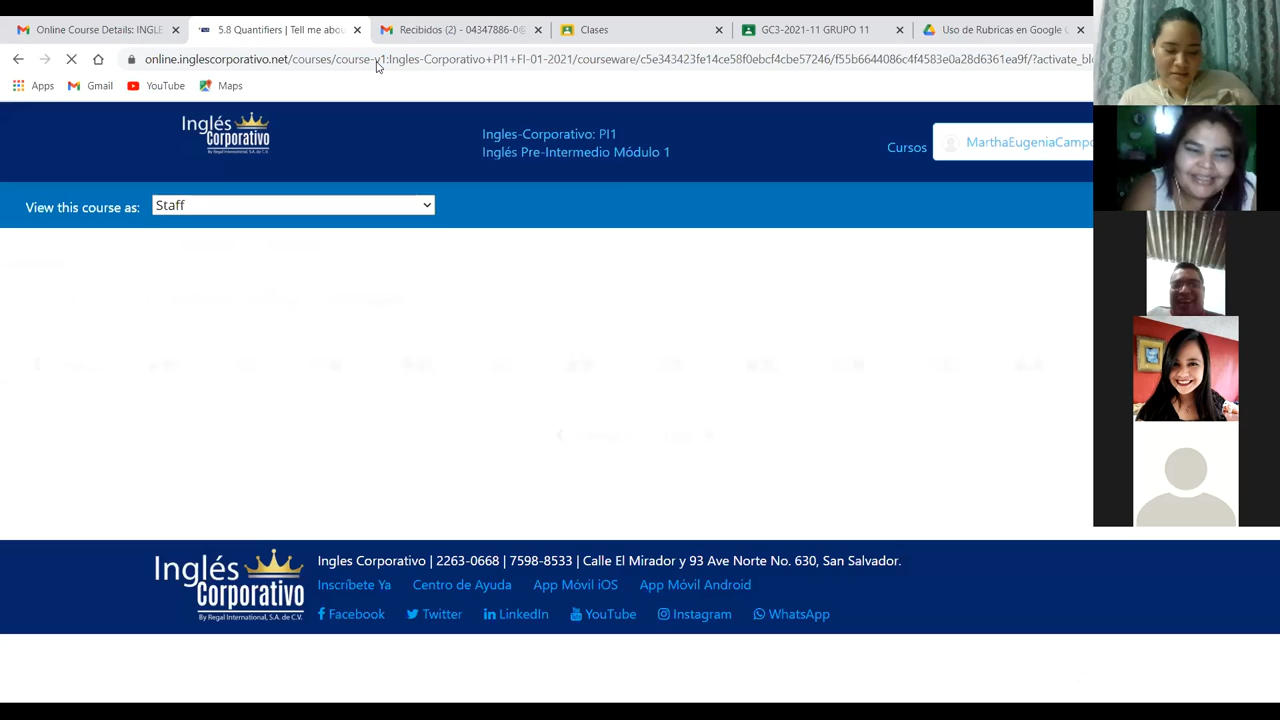 Online Course Details: INGLE
5.8 Quantifiers | Tell me abou
Recibidos (2) - 04347886-0@
Clases
GC3-2021-11 GRUPO 11
Uso de Rubricas en Google C
online.inglescorporativo.net/courses/course-v1:Ingles-Corporativo+PI1+FI-01-2021/courseware/c5e343423fe14ce58f0ebcf4cbe57246/f55b6644086c4f4583e0a28d6361ea9f/?activate_blo
Apps
Gmail
YouTube
Maps
Inglés
Corporativo
By Regal International, S.A. de C.V.
Ingles-Corporativo: PI1
Inglés Pre-Intermedio Módulo 1
Cursos
MarthaEugeniaCampo
View this course as:
Staff
Inglés
Corporativo
By Regal International, S.A. de C.V.
Ingles Corporativo | 2263-0668 | 7598-8533 | Calle El Mirador y 93 Ave Norte No. 630, San Salvador.
Inscríbete Ya
Centro de Ayuda
App Móvil iOS
App Móvil Android
Facebook
Twitter
LinkedIn
YouTube
Instagram
WhatsApp